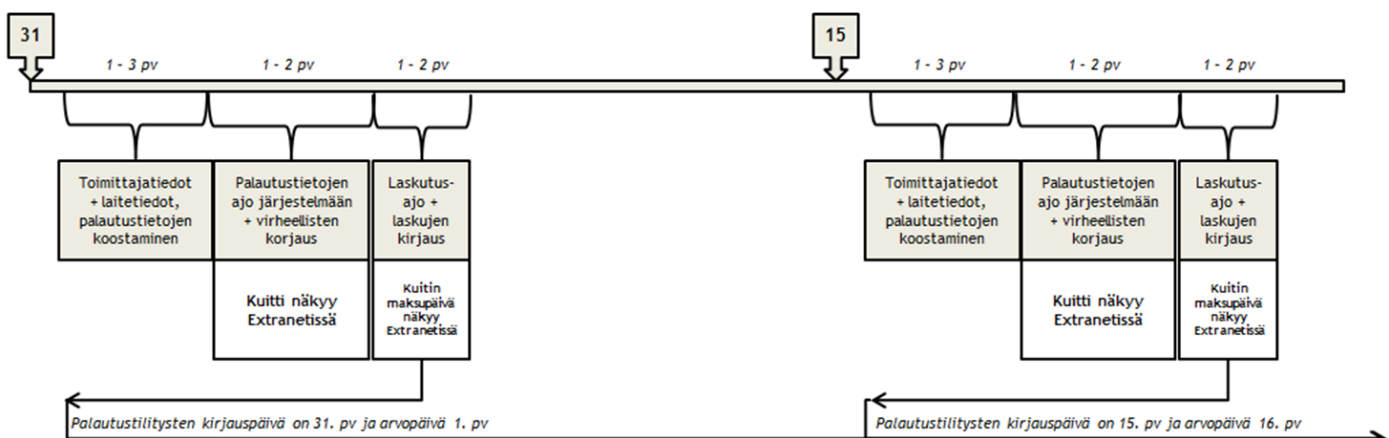 31
15
1 - 3 pv
1 - 2 pv
1 - 2 pv
1 - 3 pv
1 - 2 pv
1 - 2 pv
Toimittajatiedot
+ laitetiedot,
palautustietojen
koostaminen
Palautustietojen
ajo järjestelmään
+ virheellisten
korjaus
Laskutus-
ajo +
laskujen
kirjaus
Kuitti näkyy
Extranetissä
Kuitin
maksupäivä
näkyy
Extranetissä
Palautustilitysten kirjauspäivä on 31. pv ja arvopäivä 1. pv
Toimittajatiedot
+ laitetiedot,
palautustietojen
koostaminen
Palautustietojen
ajo järjestelmään
+ virheellisten
korjaus
Laskutus-
ajo +
laskujen
kirjaus
Kuitti näkyy
Extranetissä
Kuitin
maksupäivä
näkyy
Extranetissä
Palautustilitysten kirjauspäivä on 15. pv ja arvopäivä 16. pv